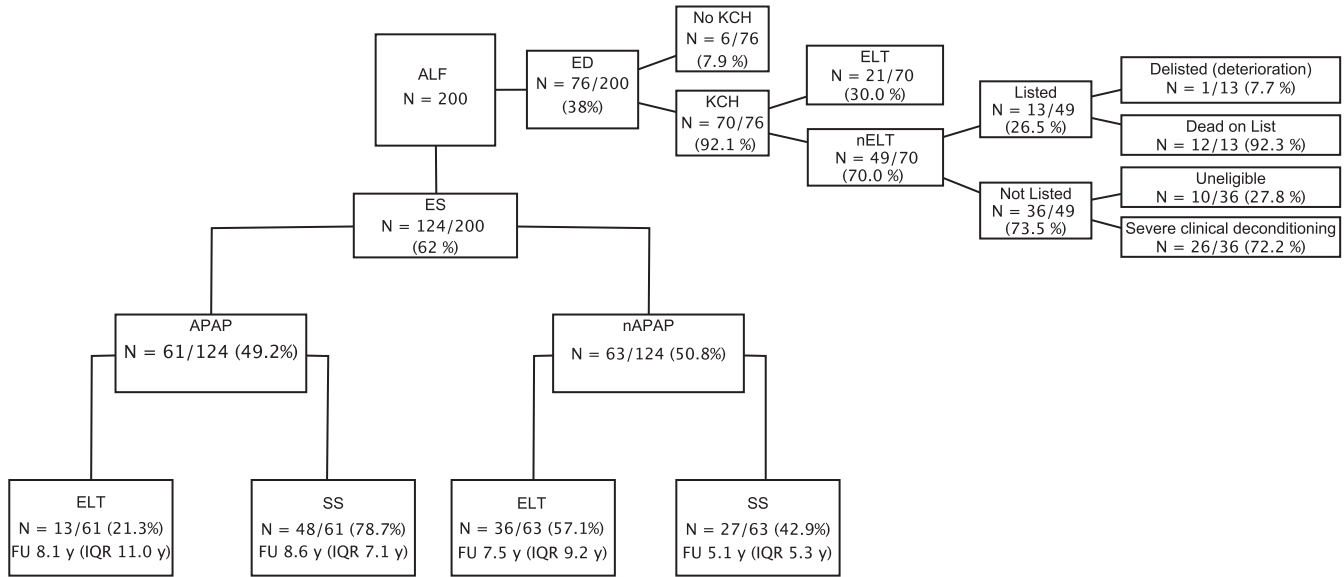 ALF
N = 200
ED
N = 76/200
(38%)
No KCH
N = 6/76
(7.9 %)
KCH
N = 70/76
(92.1 %)
ELT
N = 21/70
(30.0 %)
nELT
N = 49/70
(70.0 %)
Listed
N = 13/49
(26.5 %)
Not Listed
N = 36/49
(73.5 %)
Delisted (deterioration)
N = 1/13 (7.7 %)
Dead on List
N = 12/13 (92.3 %)
Uneligible
N = 10/36 (27.8 %)
Severe clinical deconditioning
N = 26/36 (72.2 %)
ES
N = 124/200
(62 %)
APAP
N = 61/124 (49.2%)
nAPAP
N = 63/124 (50.8%)
ELT
N = 13/61 (21.3%)
FU 8.1 y (IQR 11.0 y)
SS
N = 48/61 (78.7%)
FU 8.6 y (IQR 7.1 y)
ELT
N = 36/63 (57.1%)
FU 7.5 y (IQR 9.2 y)
SS
N = 27/63 (42.9%)
FU 5.1 y (IQR 5.3 y)